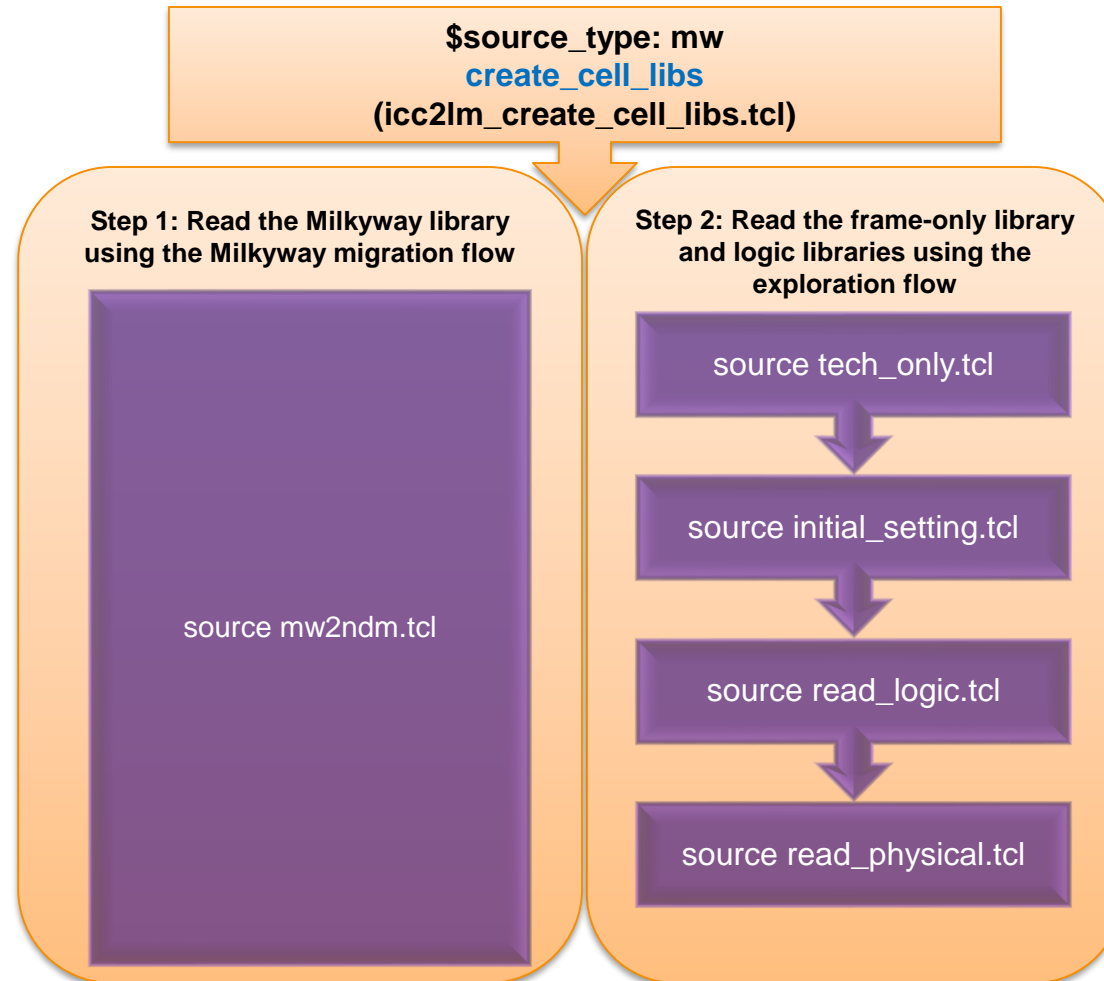 $source_type: mw
create_cell_libs
(icc2lm_create_cell_libs.tcl)
Step 1: Read the Milkyway library
using the Milkyway migration flow
source mw2ndm.tcl
Step 2: Read the frame-only library
and logic libraries using the
exploration flow
source tech_only.tcl
source initial_setting.tcl
source read_logic.tcl
source read_physical.tcl